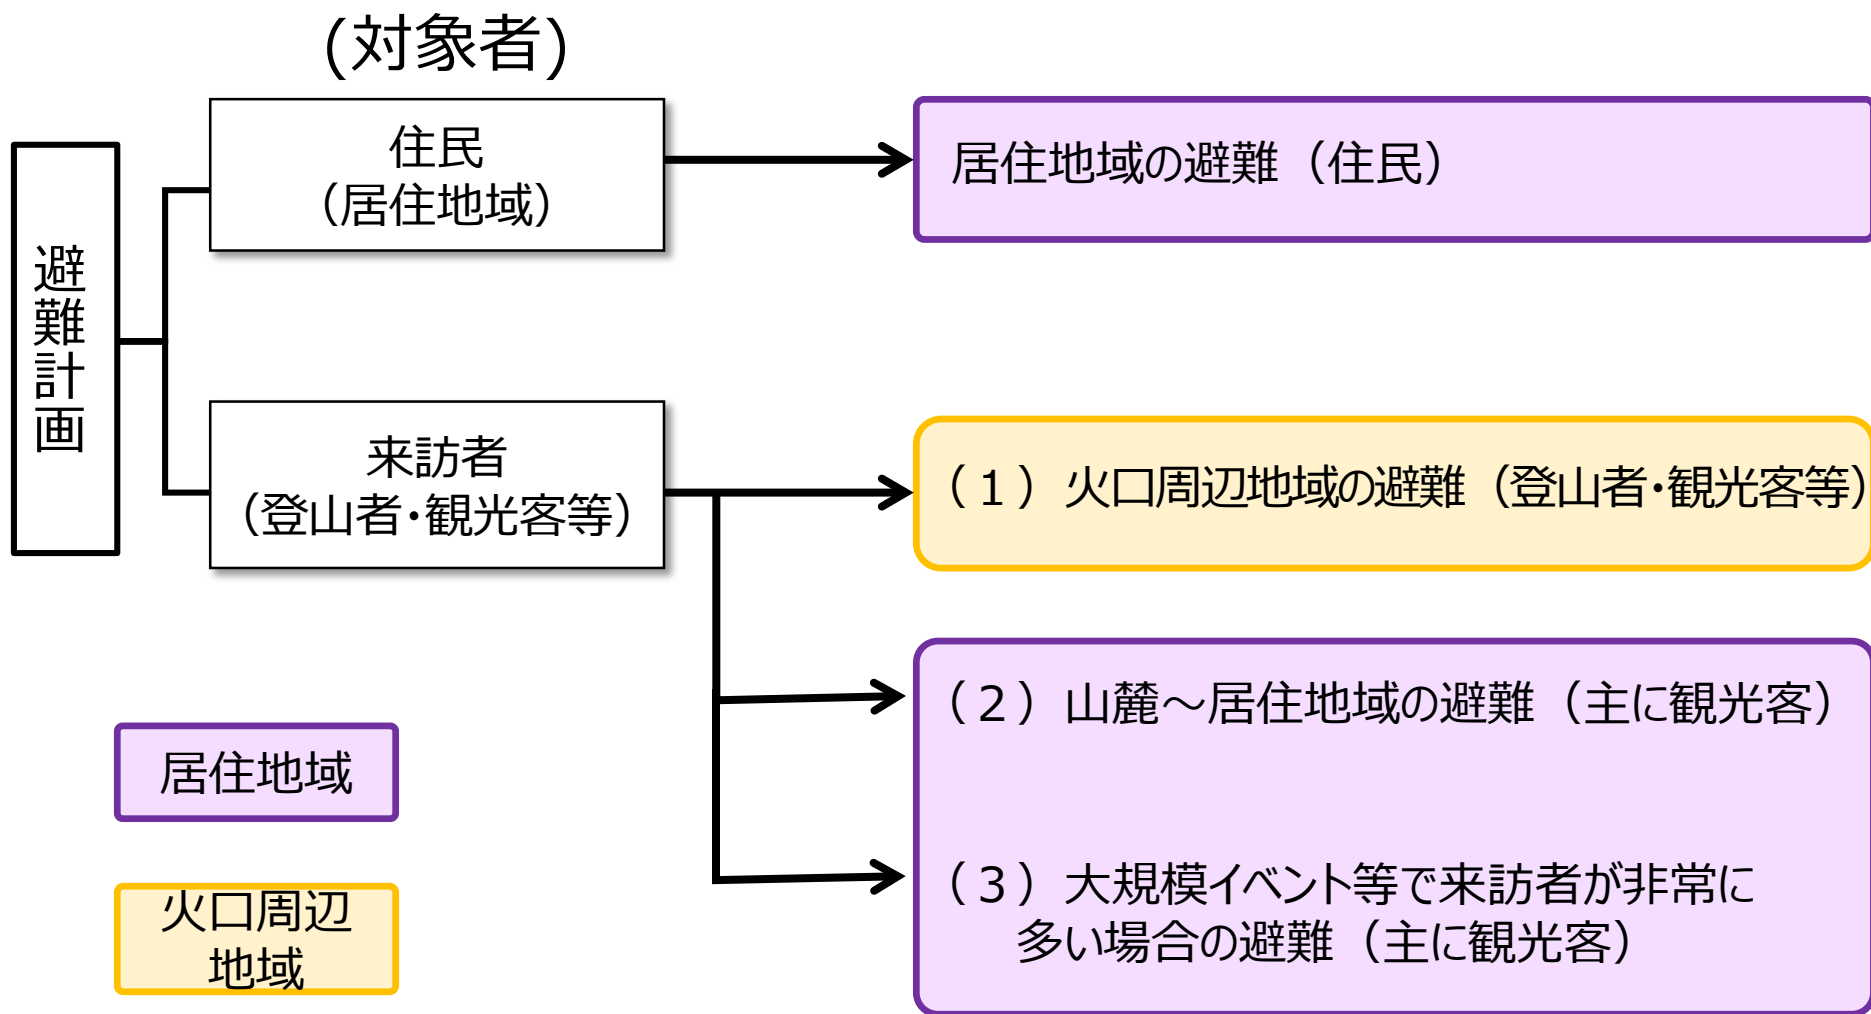 (対象者)
避難計画
住民
（居住地域）
居住地域の避難（住民）
来訪者
（登山者・観光客等）
（１）火口周辺地域の避難（登山者・観光客等）
（２）山麓～居住地域の避難（主に観光客）
（３）大規模イベント等で来訪者が非常に
多い場合の避難（主に観光客）
居住地域
火口周辺
地域